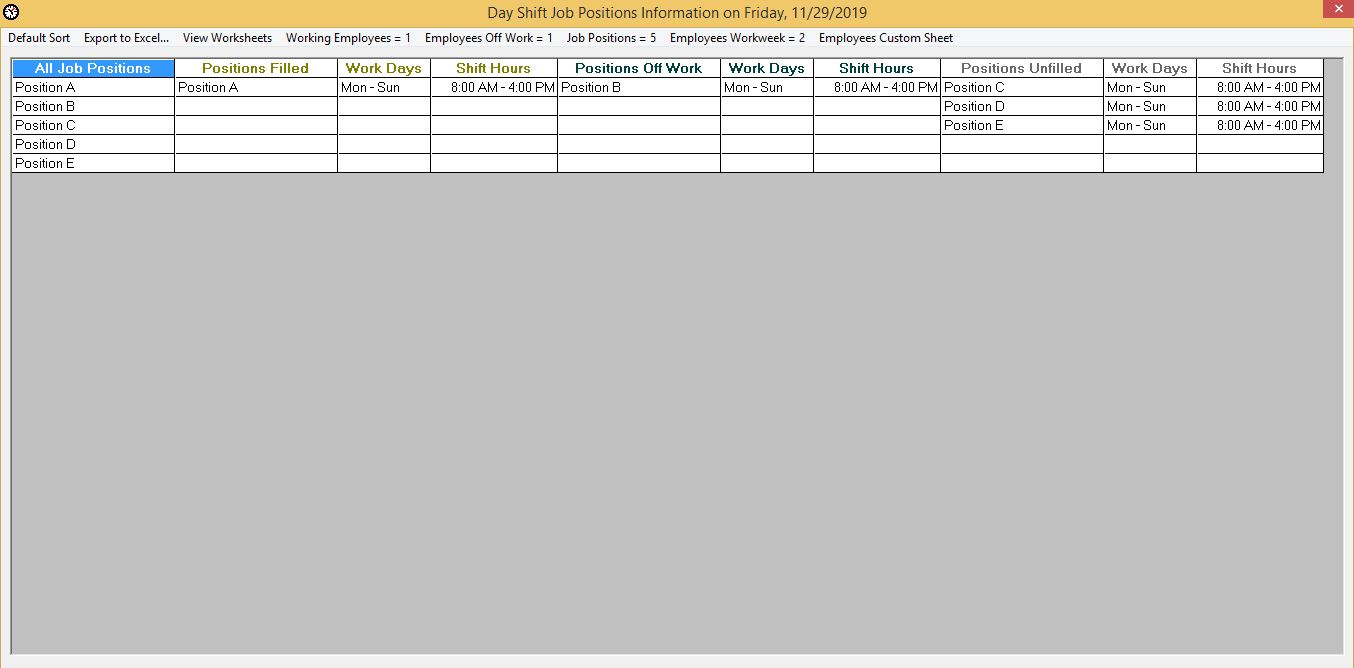 Day Shift Job Positions Information on Friday, 11/29/2019
Default Sort Export to Excel... View Worksheets Working Employees = 1 Employees Off Work = 1 Job Positions = 5 Employees Workweek = 2 Employees Custom Sheet
All Job Positions Positions Filled Work Days Shift Hours Positions Off Work Work Days Shift Hours Positions Unfilled Work Days Shift Hours
Position A Position A Mon - Sun 8:00 AM - 4:00 PM Position B Mon - Sun 8:00 AM - 4:00 PM Position C Mon - Sun 8:00 AM - 4:00 PM
Position B Position D Mon - Sun 8:00 AM - 4:00 PM
Position C Position E Mon - Sun 8:00 AM - 4:00 PM
Position D
Position E